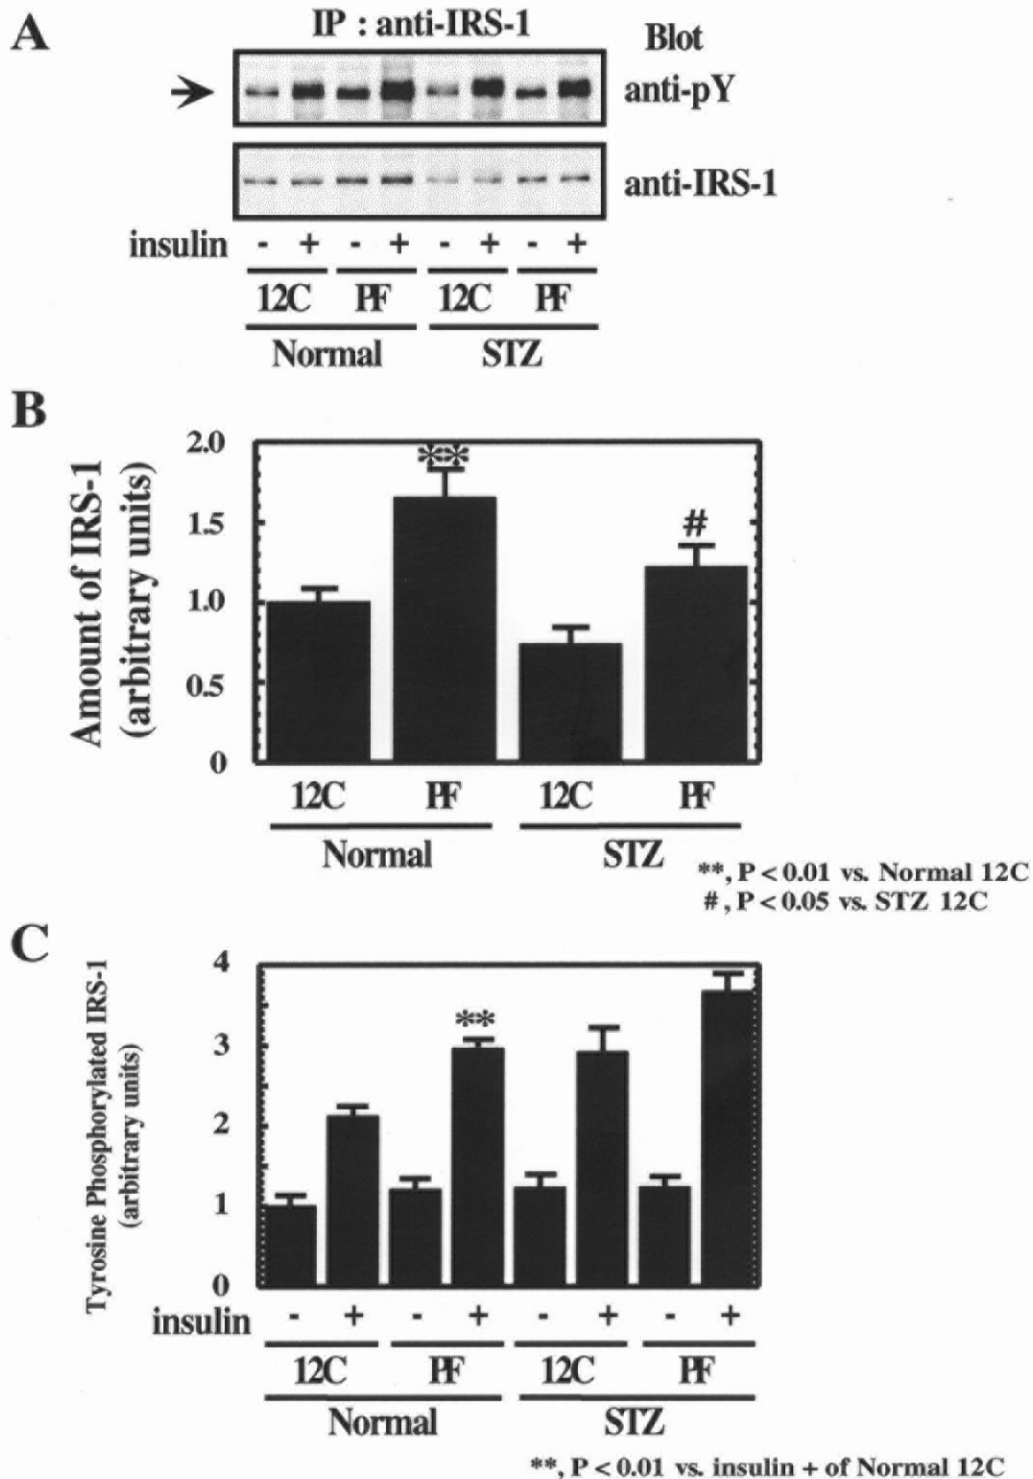 A
IP : anti-IRS-1
Blot
anti-pY
anti-IRS-1
insulin - + - + - + - +
12C PF 12C PF
Normal STZ
B
Amount of IRS-1
(arbitrary units)
2.0
1.5
1.0
0.5
0
**
#
12C PF 12C PF
Normal STZ
**, P < 0.01 vs. Normal 12C
#, P < 0.05 vs. STZ 12C
C
Tyrosine Phosphorylated IRS-1
(arbitrary units)
4
3
2
1
0
**
insulin - + - + - + - +
12C PF 12C PF
Normal STZ
**, P < 0.01 vs. insulin + of Normal 12C